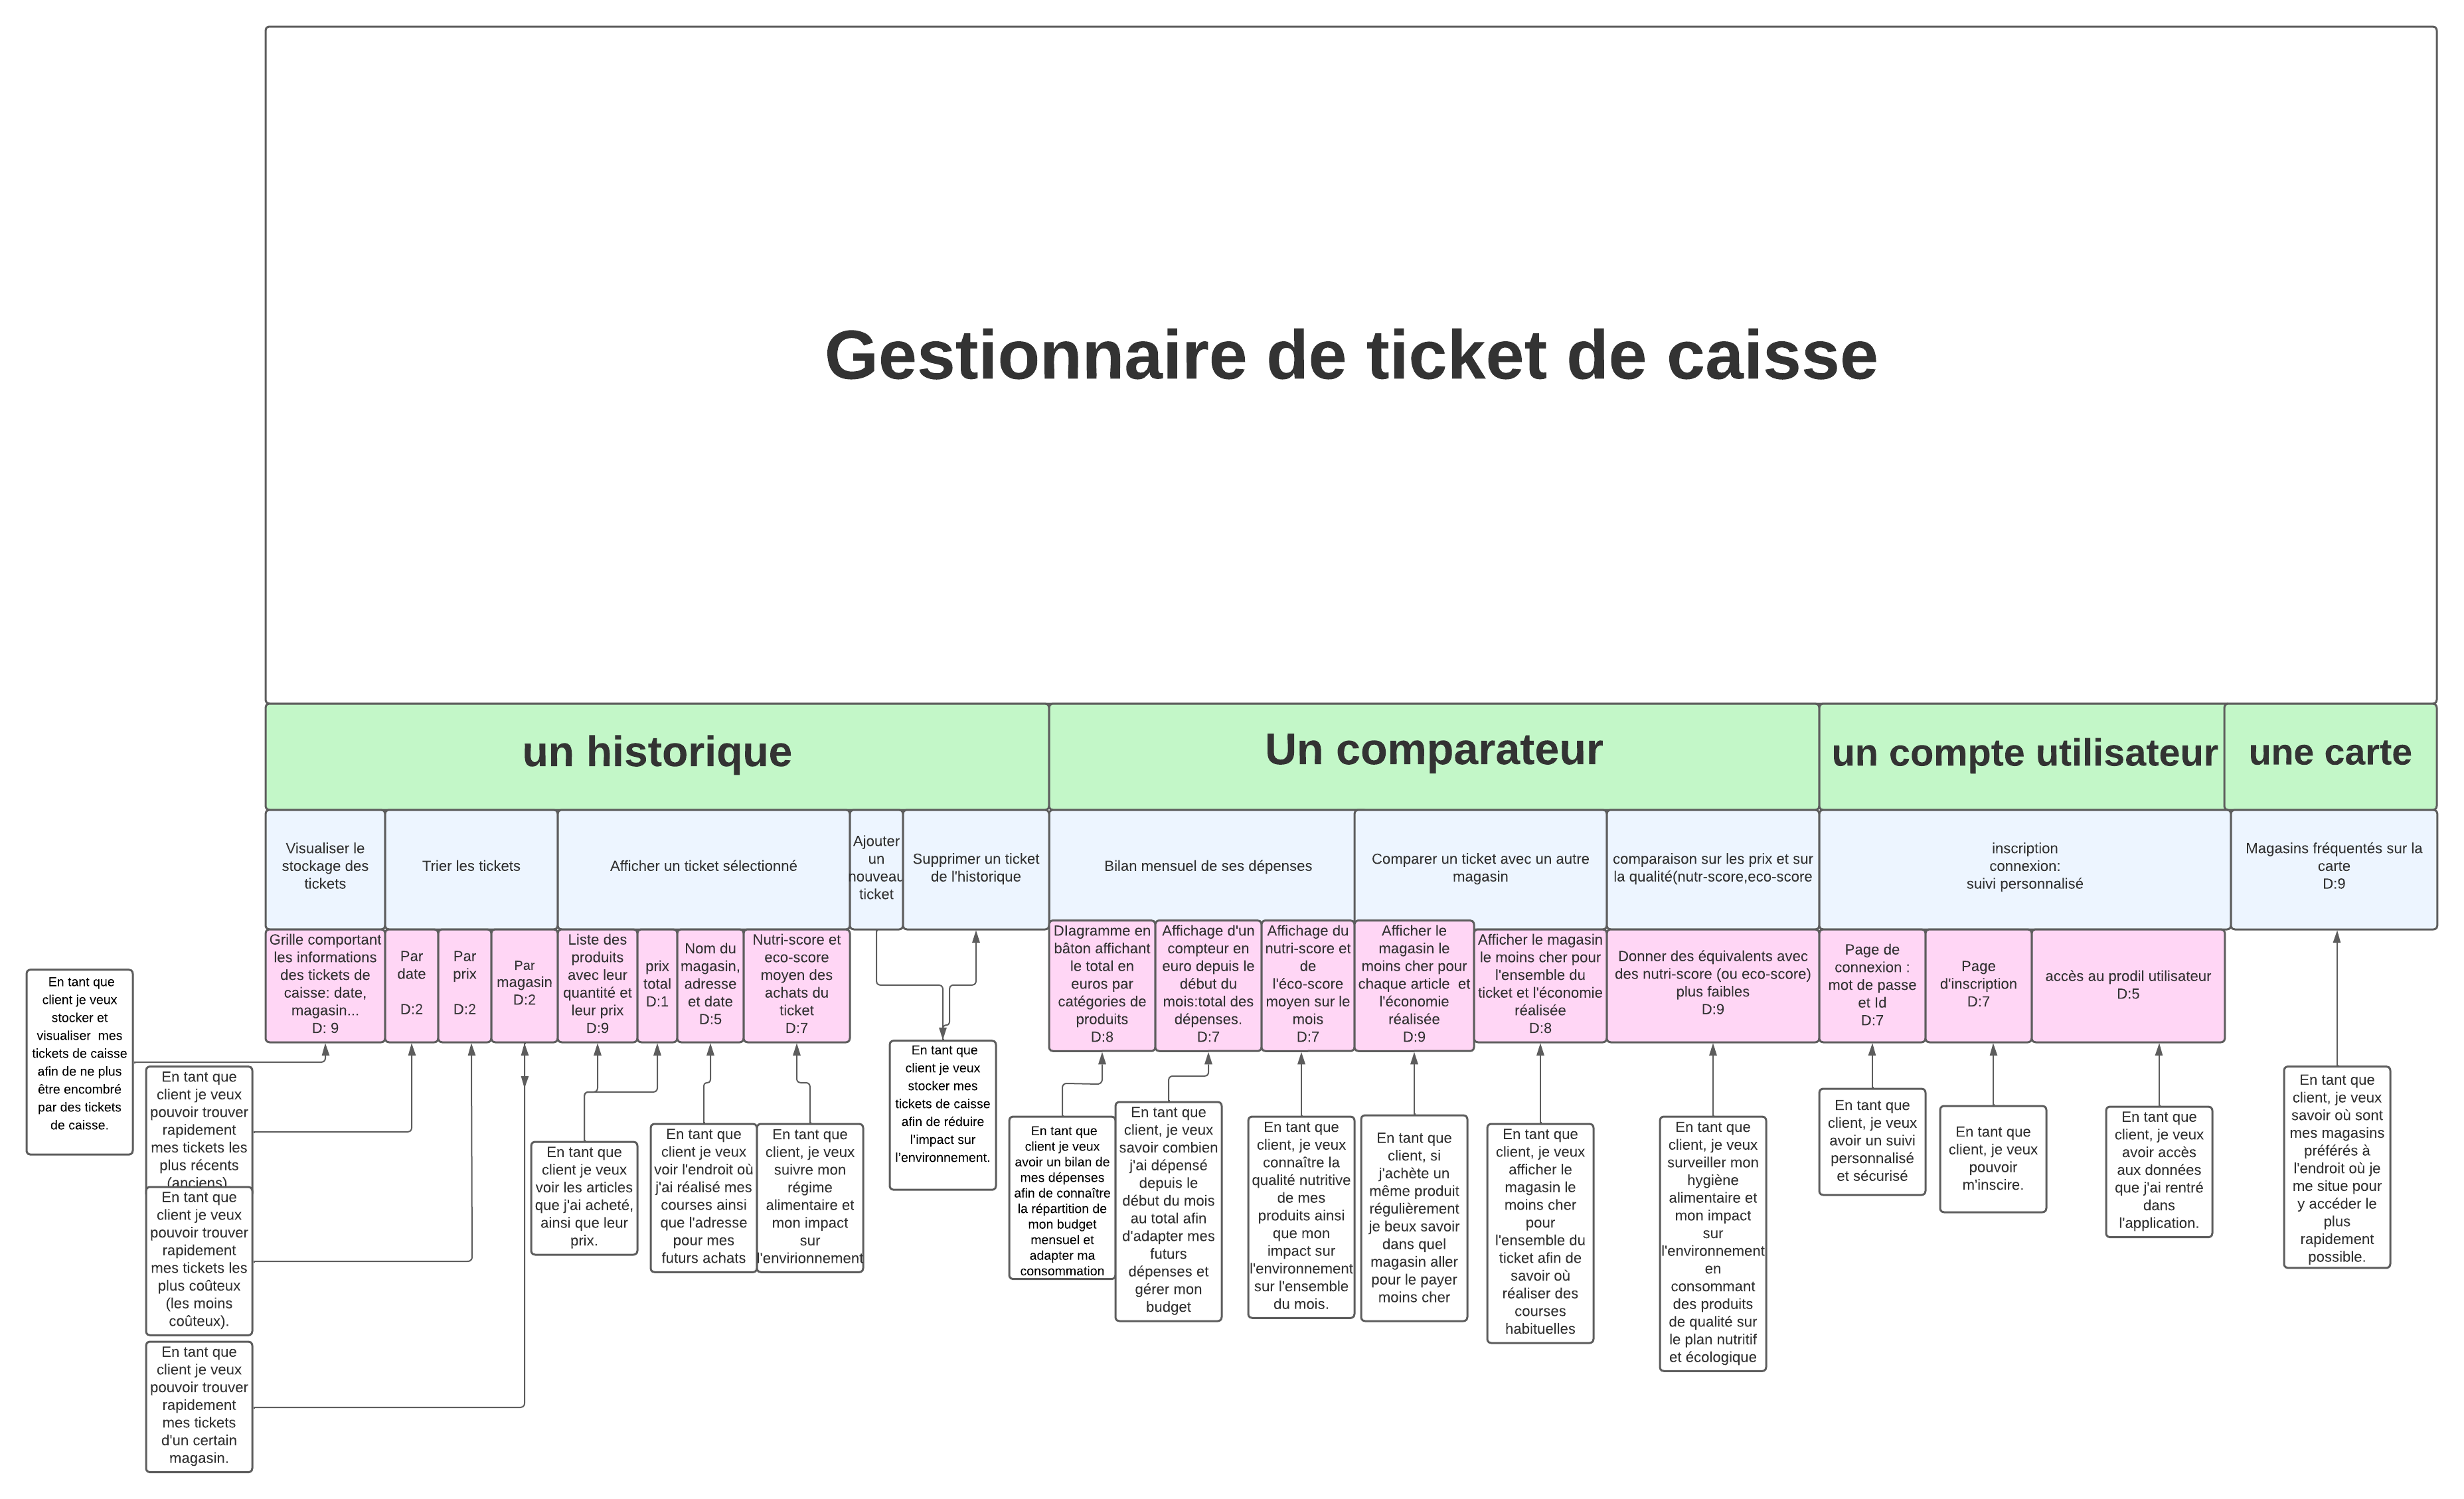 Gestionnaire de ticket de caisse
un historique
Un comparateur
un compte utilisateur
une carte
Visualiser le
stockage des
tickets
Trier les tickets
Afficher un ticket sélectionné
Ajouter
un
nouveau
ticket
Supprimer un ticket
de l'historique
Bilan mensuel de ses dépenses
Comparer un ticket avec un autre
magasin
comparaison sur les prix et sur
la qualité(nutr-score,eco-score
inscription
connexion:
suivi personnalisé
Magasins fréquentés sur la
carte
D:9
Grille comportant
les informations
des tickets de
caisse: date,
magasin...
D: 9
Par
date
D:2
Par
prix
D:2
Par
magasin
D:2
Liste des
produits
avec leur
quantité et
leur prix
D:9
prix
total
D:1
Nom du
magasin,
adresse
et date
D:5
Nutri-score et
eco-score
moyen des
achats du
ticket
D:7
DIagramme en
bâton affichant
le total en
euros par
catégories de
produits
D:8
Affichage d'un
compteur en
euro depuis le
début du
mois:total des
dépenses.
D:7
Affichage du
nutri-score et
de
l'éco-score
moyen sur le
mois
D:7
Afficher le
magasin le
moins cher pour
chaque article et
l'économie
réalisée
D:9
Afficher le magasin
le moins cher pour
l'ensemble du
ticket et l'économie
réalisée
D:8
Donner des équivalents avec
des nutri-score (ou eco-score)
plus faibles
D:9
Page de
connexion :
mot de passe
et Id
D:7
Page
d'inscription
D:7
accès au prodil utilisateur
D:5
En tant que
client je veux
stocker et
visualiser mes
tickets de caisse
afin de ne plus
être encombré
par des tickets
de caisse.
En tant que
client je veux
pouvoir trouver
rapidement
mes tickets les
plus récents
(anciens)
En tant que
client je veux
pouvoir trouver
rapidement
mes tickets les
plus coûteux
(les moins
coûteux).
En tant que
client je veux
pouvoir trouver
rapidement
mes tickets
d'un certain
magasin.
En tant que
client je veux
voir les articles
que j'ai acheté,
ainsi que leur
prix.
En tant que
client je veux
voir l'endroit où
j'ai réalisé mes
courses ainsi
que l'adresse
pour mes
futurs achats
En tant que
client, je veux
suivre mon
régime
alimentaire et
mon impact
sur
l'envirionnement
En tant que
client je veux
stocker mes
tickets de caisse
afin de réduire
l'impact sur
l'environnement.
En tant que
client je veux
avoir un bilan de
mes dépenses
afin de connaître
la répartition de
mon budget
mensuel et
adapter ma
consommation
En tant que
client, je veux
savoir combien
j'ai dépensé
depuis le
début du mois
au total afin
d'adapter mes
futurs
dépenses et
gérer mon
budget
En tant que
client, je veux
connaître la
qualité nutritive
de mes
produits ainsi
que mon
impact sur
l'environnement
sur l'ensemble
du mois.
En tant que
client, si
j'achète un
même produit
régulièrement
je beux savoir
dans quel
magasin aller
pour le payer
moins cher
En tant que
client, je veux
afficher le
magasin le
moins cher
pour
l'ensemble du
ticket afin de
savoir où
réaliser des
courses
habituelles
En tant que
client, je veux
surveiller mon
hygiène
alimentaire et
mon impact
sur
l'environnement
en
consommant
des produits
de qualité sur
le plan nutritif
et écologique
En tant que
client, je veux
avoir un suivi
personnalisé
et sécurisé
En tant que
client, je veux
pouvoir
m'inscire.
En tant que
client, je veux
avoir accès
aux données
que j'ai rentré
dans
l'application.
En tant que
client, je veux
savoir où sont
mes magasins
préférés à
l'endroit où je
me situe pour
y accéder le
plus
rapidement
possible.